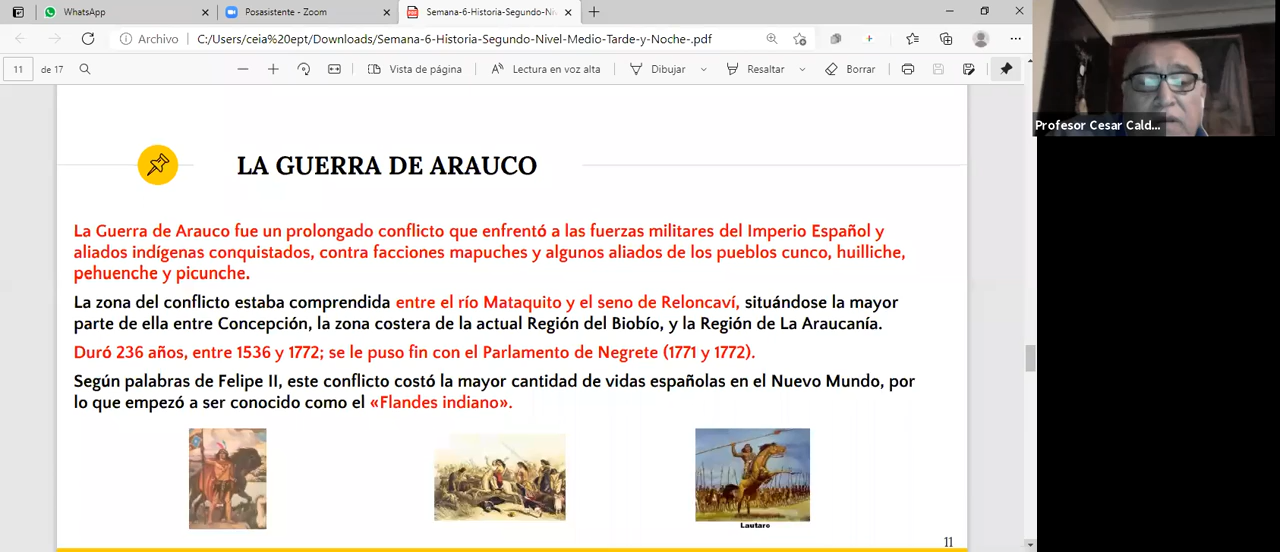 WhatsApp
Posasistente - Zoom
Semana-6-Historia-Segundo-Niv
Archivo
C:/Users/ceia%20ept/Downloads/Semana-6-Historia-Segundo-Nivel-Medio-Tarde-y-Noche-.pdf
11 de 17
Vista de página
Lectura en voz alta
Dibujar
Resaltar
Borrar
Profesor Cesar Cald...
LA GUERRA DE ARAUCO
La Guerra de Arauco fue un prolongado conflicto que enfrentó a las fuerzas militares del Imperio Español y
aliados indígenas conquistados, contra facciones mapuches y algunos aliados de los pueblos cunco, huilliche,
pehuenche y picunche.
La zona del conflicto estaba comprendida entre el río Mataquito y el seno de Reloncaví, situándose la mayor
parte de ella entre Concepción, la zona costera de la actual Región del Biobío, y la Región de La Araucanía.
Duró 236 años, entre 1536 y 1772; se le puso fin con el Parlamento de Negrete (1771 y 1772).
Según palabras de Felipe II, este conflicto costó la mayor cantidad de vidas españolas en el Nuevo Mundo, por
lo que empezó a ser conocido como el «Flandes indiano».
Lautaro
11